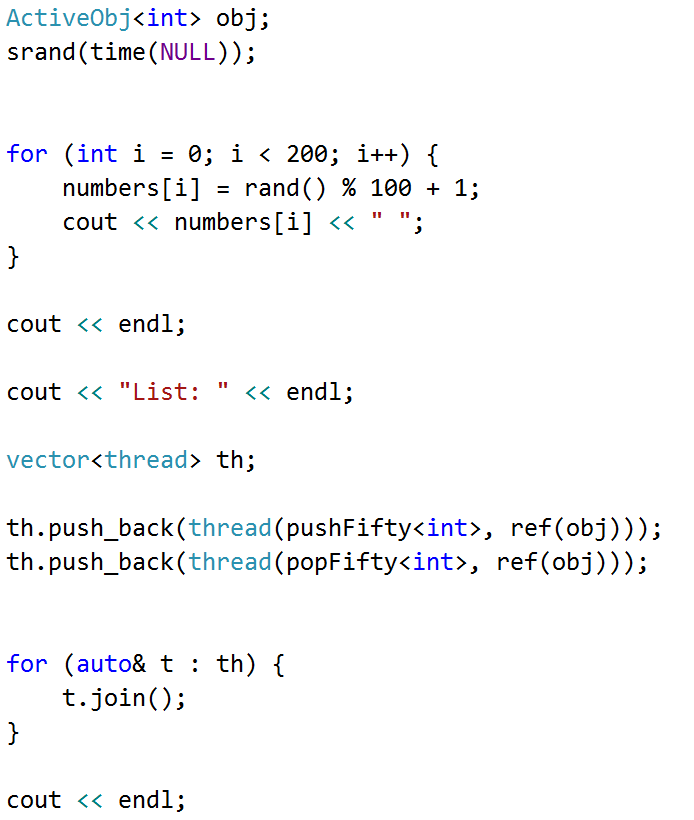 ActiveObj<int> obj;
srand(time(NULL));
for (int i = 0; i < 200; i++) {
    numbers[i] = rand() % 100 + 1;
    cout << numbers[i] << " ";
}
cout << endl;
cout << "List: " << endl;
vector<thread> th;
th.push_back(thread(pushFifty<int>, ref(obj)));
th.push_back(thread(popFifty<int>, ref(obj)));
for (auto& t : th) {
    t.join();
}
cout << endl;